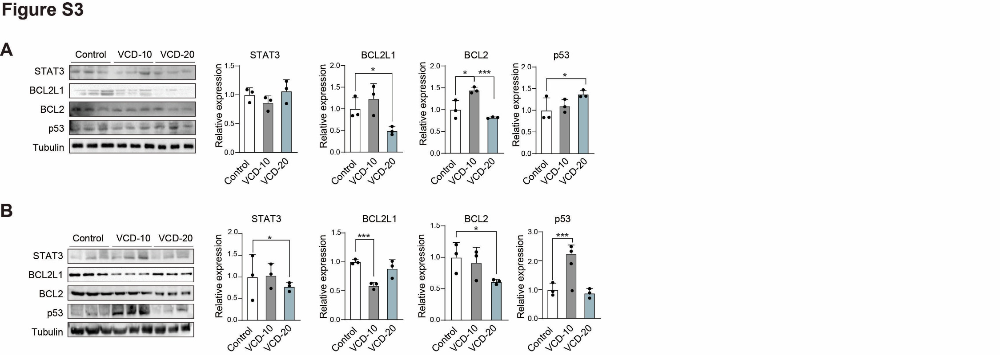 Figure S3
A
Control VCD-10 VCD-20
STAT3
BCL2L1
BCL2
p53
Tubulin
STAT3
Relative expression
1.5
1.0
0.5
0.0
Control VCD-10 VCD-20
BCL2L1
Relative expression
2.0
1.5
1.0
0.5
0.0
*
Control VCD-10 VCD-20
BCL2
Relative expression
2.0
1.5
1.0
0.5
0.0
* ***
Control VCD-10 VCD-20
p53
Relative expression
2.0
1.5
1.0
0.5
0.0
*
Control VCD-10 VCD-20
B
Control VCD-10 VCD-20
STAT3
BCL2L1
BCL2
p53
Tubulin
STAT3
Relative expression
2.0
1.5
1.0
0.5
0.0
*
Control VCD-10 VCD-20
BCL2L1
Relative expression
1.5
1.0
0.5
0.0
***
Control VCD-10 VCD-20
BCL2
Relative expression
1.5
1.0
0.5
0.0
*
Control VCD-10 VCD-20
p53
Relative expression
3.0
2.0
1.0
0.0
***
Control VCD-10 VCD-20